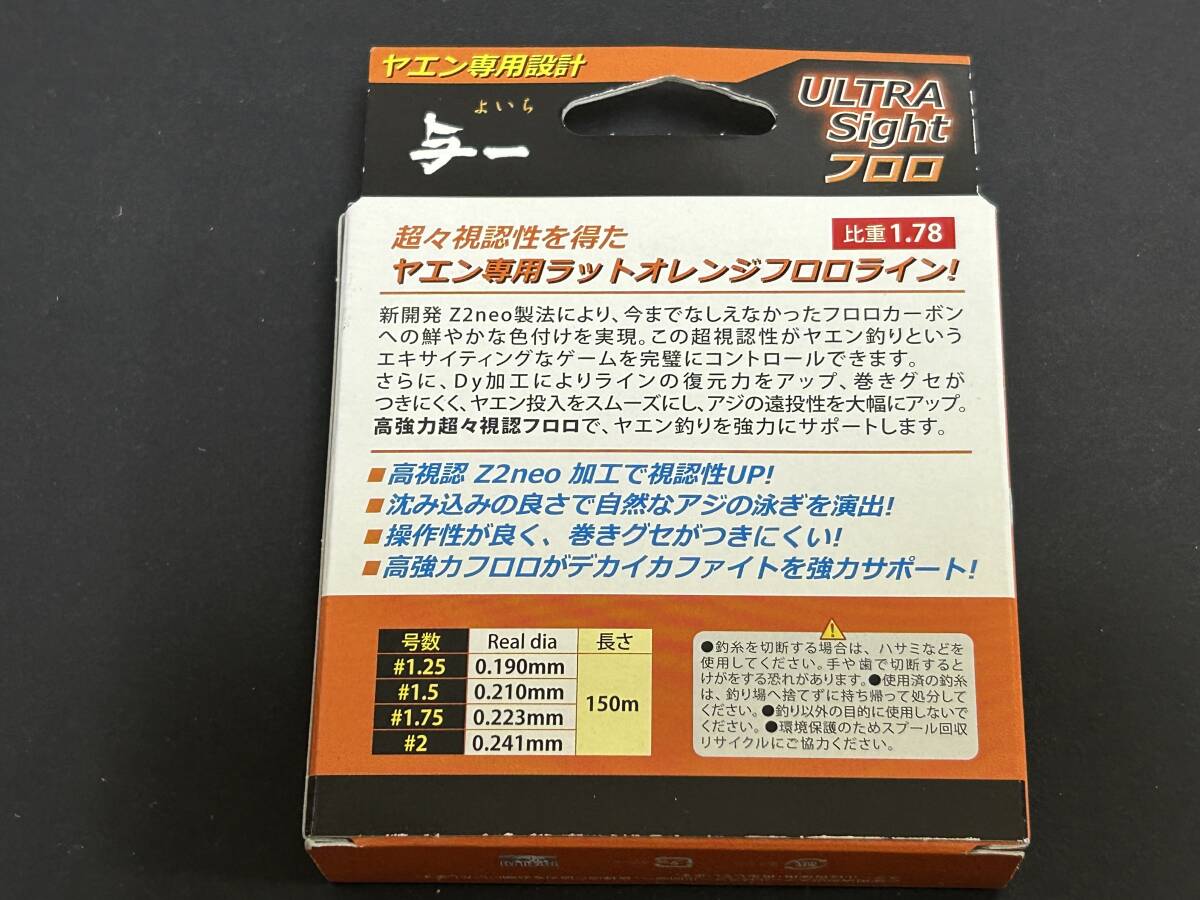 ヤエン専用設計
よいち
与一
ULTRA
Sight
フロロ
超々視認性を得た
比重1.78
ヤエン専用ラットオレンジフロロライン!
新開発 Z2neo製法により、今までなしえなかったフロロカーボン
への鮮やかな色付けを実現。この超視認性がヤエン釣りという
エキサイティングなゲームを完璧にコントロールできます。
さらに、Dy加工によりラインの復元力をアップ、巻きグセが
つきにくく、ヤエン投入をスムーズにし、アジの遠投性を大幅にアップ。
高強力超々視認フロロで、ヤエン釣りを強力にサポートします。
■高視認 Z2neo 加工で視認性UP!
■沈み込みの良さで自然なアジの泳ぎを演出!
■操作性が良く、巻きグセがつきにくい!
■高強力フロロがデカイカファイトを強力サポート!
号数 Real dia 長さ
#1.25 0.190mm
#1.5 0.210mm
150m
#1.75 0.223mm
#2 0.241mm
●釣糸を切断する場合は、ハサミなどを
使用してください。手や歯で切断すると
けがをする恐れがあります。●使用済の釣糸
は、釣り場へ捨てずに持ち帰って処分して
ください。●釣り以外の目的に使用しないで
ください。●環境保護のためスプール回収
リサイクルにご協力ください。